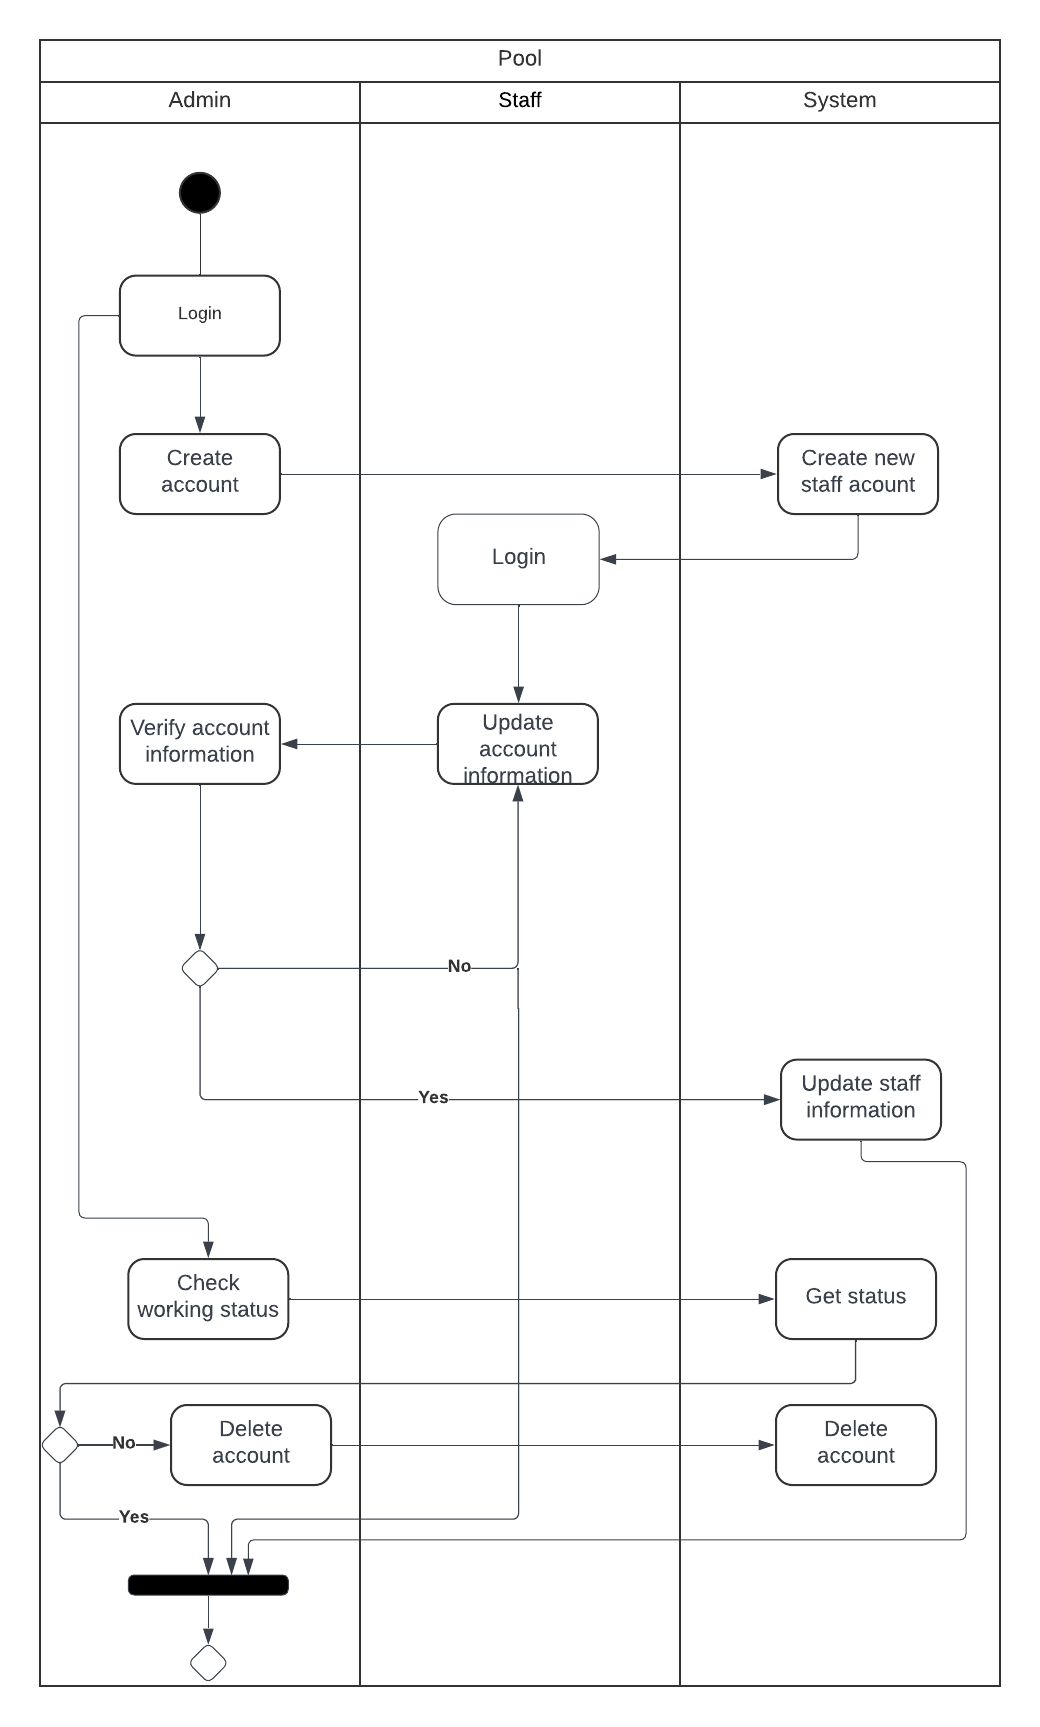 Pool
Admin
Staff
System
Login
Create
account
Create new
staff acount
Login
Verify account
information
Update
account
information
No
Yes
Update staff
information
Check
working status
Get status
No
Delete
account
Delete
account
Yes